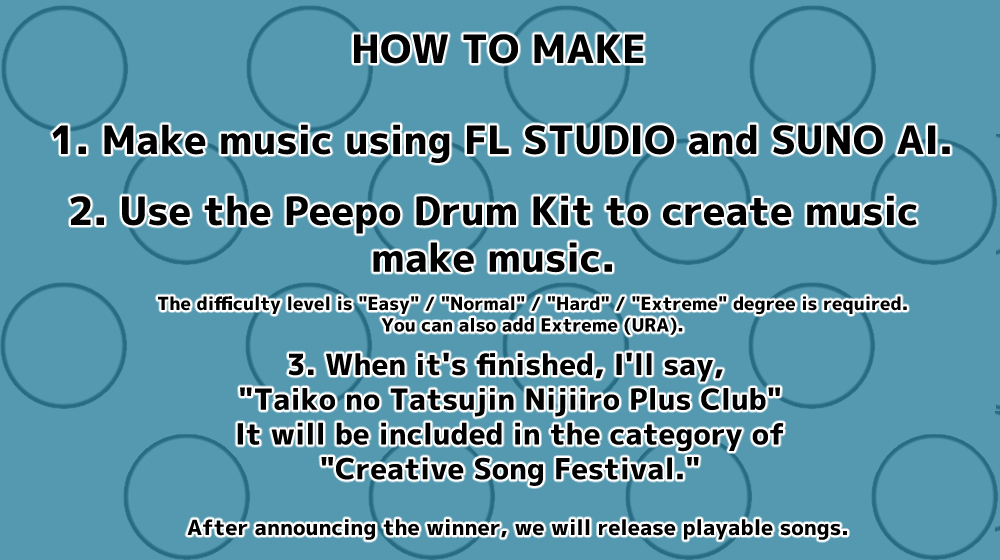 HOW TO MAKE
1. Make music using FL STUDIO and SUNO AI.
2. Use the Peepo Drum Kit to create music
make music.
The difficulty level is "Easy" / "Normal" / "Hard" / "Extreme" degree is required.
You can also add Extreme (URA).
3. When it's finished, I'll say,
"Taiko no Tatsujin Nijiiro Plus Club"
It will be included in the category of
"Creative Song Festival."
After announcing the winner, we will release playable songs.